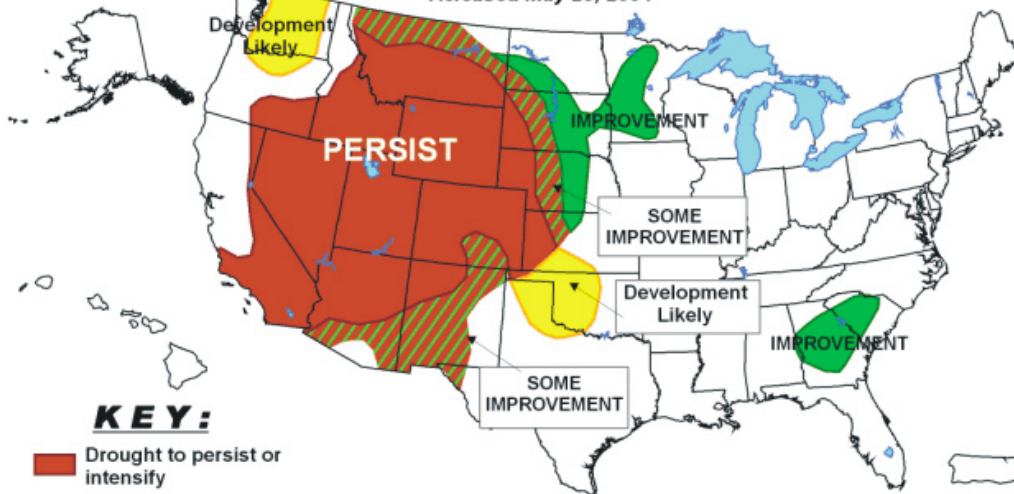 Development
Likely
IMPROVEMENT
PERSIST
SOME
IMPROVEMENT
Development
Likely
IMPROVEMENT
SOME
IMPROVEMENT
KEY:
Drought to persist or
intensify